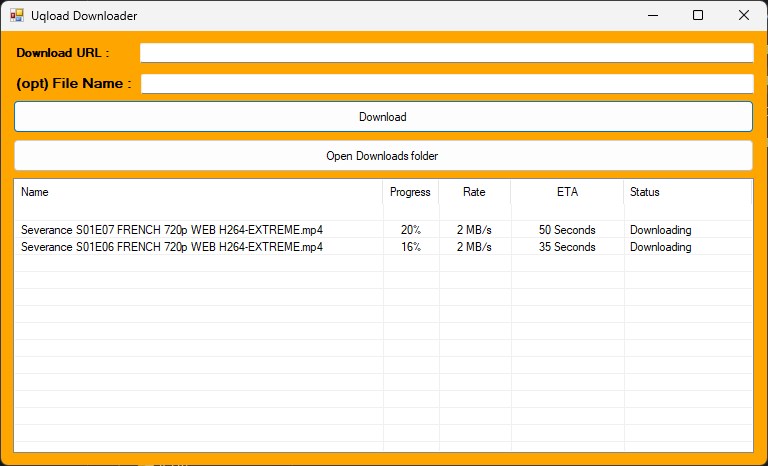 Uqload Downloader
Download URL :
(opt) File Name :
Download
Open Downloads folder
Name Progress Rate ETA Status
Severance S01E07 FRENCH 720p WEB H264-EXTREME.mp4 20% 2 MB/s 50 Seconds Downloading
Severance S01E06 FRENCH 720p WEB H264-EXTREME.mp4 16% 2 MB/s 35 Seconds Downloading